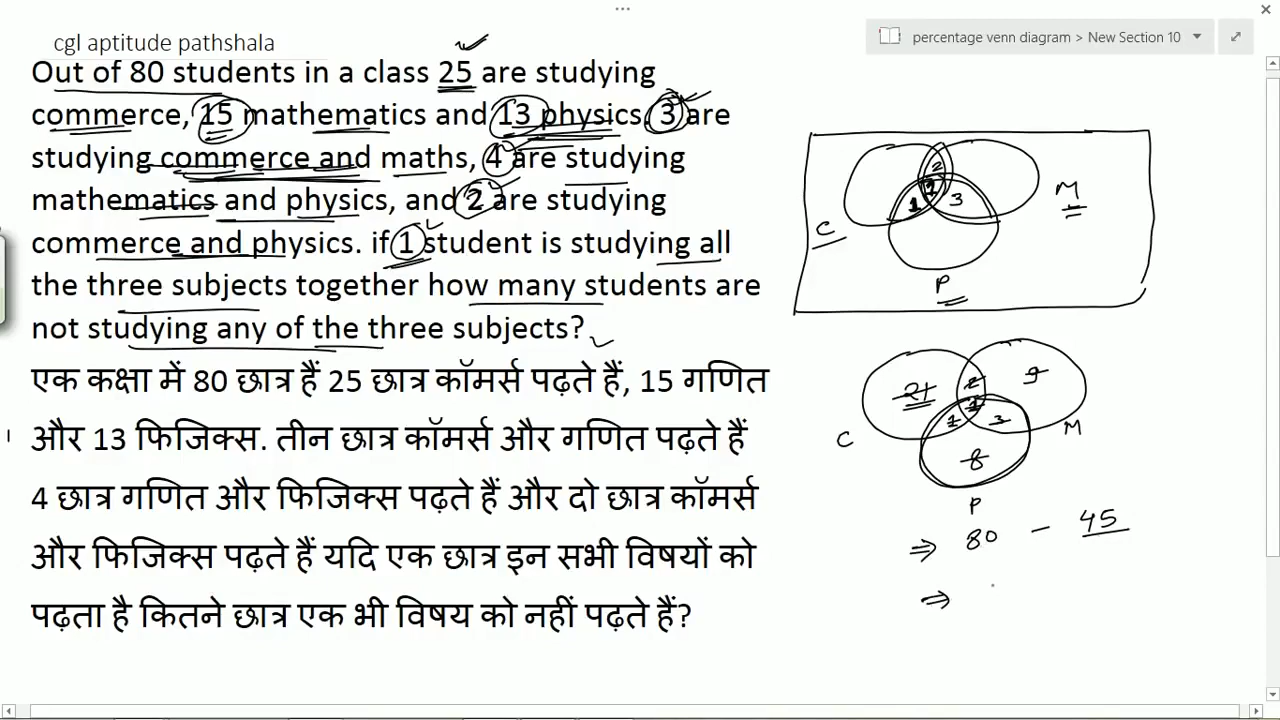 cgl aptitude pathshala
percentage venn diagram > New Section 10
Out of 80 students in a class 25 are studying
commerce, 15 mathematics and 13 physics. 3 are
studying commerce and maths, 4 are studying
mathematics and physics, and 2 are studying
commerce and physics. if 1 student is studying all
the three subjects together how many students are
not studying any of the three subjects?
एक कक्षा में 80 छात्र हैं 25 छात्र कॉमर्स पढ़ते हैं, 15 गणित
और 13 फिजिक्स. तीन छात्र कॉमर्स और गणित पढ़ते हैं
4 छात्र गणित और फिजिक्स पढ़ते हैं और दो छात्र कॉमर्स
और फिजिक्स पढ़ते हैं यदि एक छात्र इन सभी विषयों को
पढ़ता है कितने छात्र एक भी विषय को नहीं पढ़ते हैं?
2
1
1 3
M
C
P
21 2 9
1
1 3
C M
8
P
⇒ 80 - 45
⇒